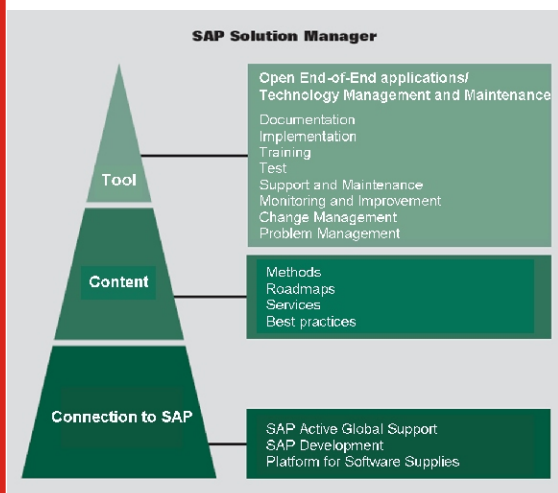 SAP Solution Manager
Open End-of-End applications/
Technology Management and Maintenance
Documentation
Implementation
Training
Test
Support and Maintenance
Monitoring and Improvement
Change Management
Problem Management
Tool
Content
Methods
Roadmaps
Services
Best practices
Connection to SAP
SAP Active Global Support
SAP Development
Platform for Software Supplies